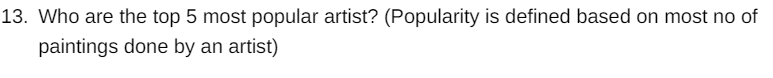 13. Who are the top 5 most popular artist? (Popularity is defined based on most no of
paintings done by an artist)